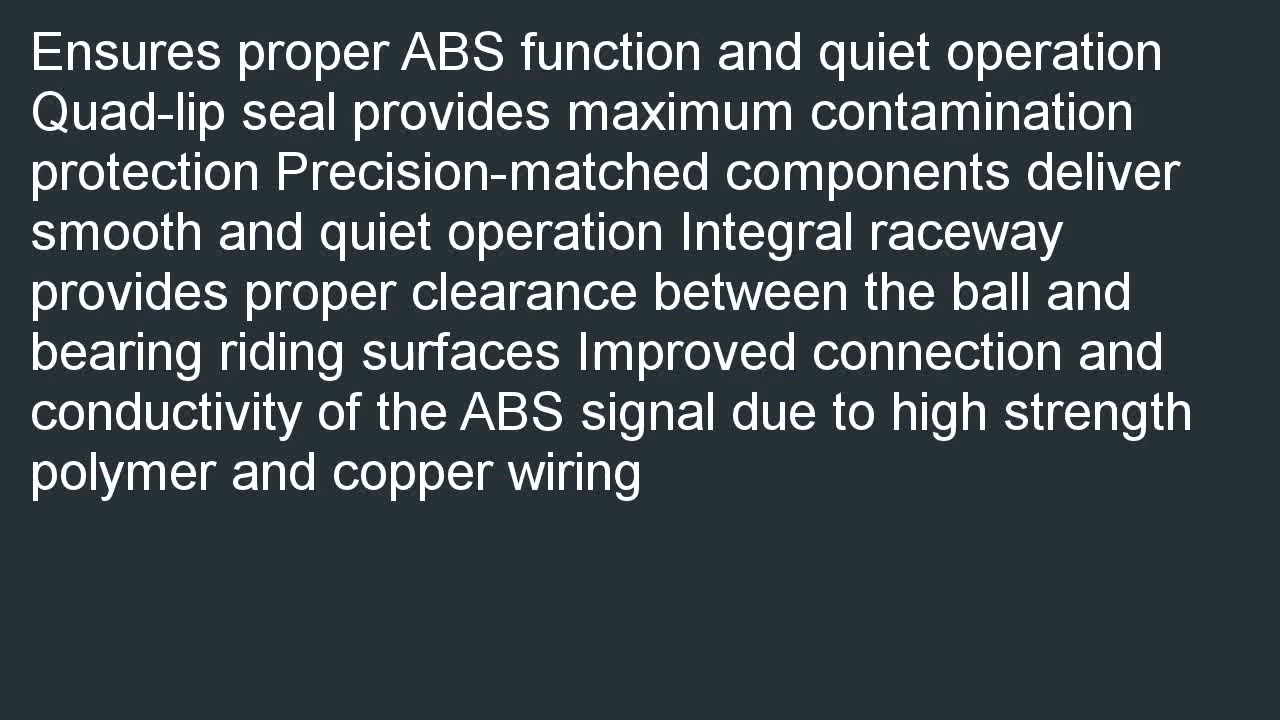 Ensures proper ABS function and quiet operation
Quad-lip seal provides maximum contamination
protection Precision-matched components deliver
smooth and quiet operation Integral raceway
provides proper clearance between the ball and
bearing riding surfaces Improved connection and
conductivity of the ABS signal due to high strength
polymer and copper wiring